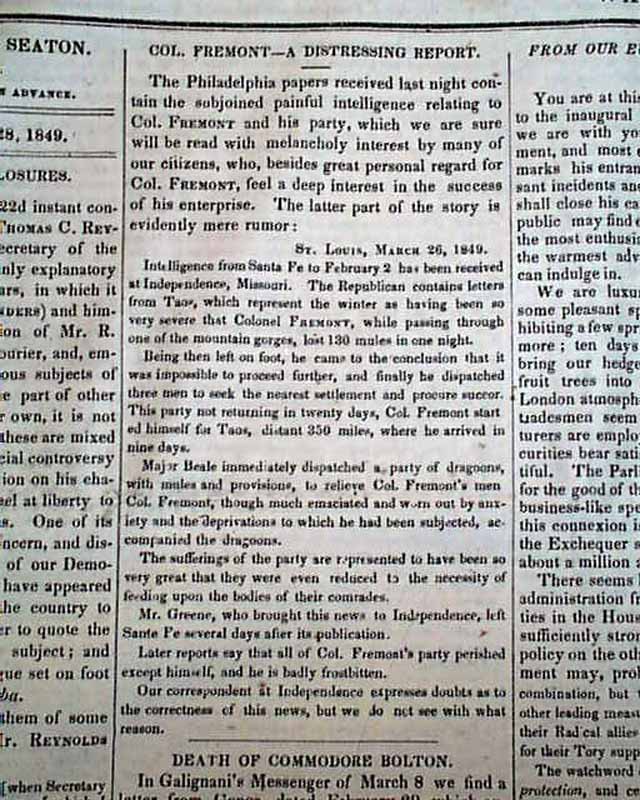 SEATON.
ADVANCE.
28, 1849.
LOSURES.
22d instant con-
THOMAS C. REY-
ecretary of the
nly explanatory
ars, in which it
and him-
ion of Mr. R.
ourier, and, em-
ous subjects of
e part of other
r own, it is not
these are mixed
cial controversy
ion on his cha-
eel at liberty to
s. One of its
ncern, and dis-
of our Demo-
have appeared
the country to
er to quote the
subject; and
gue set on foot
ba.
them of some
Ir. REYNOLDS
[when Secretary
COL. FREMONT—A DISTRESSING REPORT.
The Philadelphia papers received last night con-
tain the subjoined painful intelligence relating to
Col. FREMONT and his party, which we are sure
will be read with melancholy interest by many of
our citizens, who, besides great personal regard for
Col. FREMONT, feel a deep interest in the success
of his enterprise. The latter part of the story is
evidently mere rumor:
ST. LOUIS, MARCH 26, 1849.
Intelligence from Santa Fe to February 2 has been received
at Independence, Missouri. The Republican contains letters
from Taos, which represent the winter as having been so
very severe that Colonel FREMONT, while passing through
one of the mountain gorges, lost 130 mules in one night.
Being then left on foot, he came to the conclusion that it
was impossible to proceed further, and finally he dispatched
three men to seek the nearest settlement and procure succor.
This party not returning in twenty days, Col. Fremont start
ed himself for Taos, distant 350 miles, where he arrived in
nine days.
Major Beale immediately dispatched a party of dragoons,
with mules and provisions, to relieve Col. Fremont's men
Col. Fremont, though much emaciated and worn out by anx-
iety and the deprivations to which he had been subjected, ac-
companied the dragoons.
The sufferings of the party are represented to have been so
very great that they were even reduced to the necessity of
feeding upon the bodies of their comrades.
Mr. Greene, who brought this news to Independence, left
Sante Fe several days after its publication.
Later reports say that all of Col. Fremont's party perished
except himself, and he is badly frostbitten.
Our correspondent at Independence expresses doubts as to
the correctness of this news, but we do not see with what
reason.
DEATH OF COMMODORE BOLTON.
In Galignani's Messenger of March 8 we find a
FROM OUR
You are at this
to the inaugural
we are with yo
ment, and most
marks his entran
sant incidents an
shall close his ca
public may find
the most enthusi
the warmest adv
can indulge in.
We are luxu
some pleasant sp
hibiting a few spr
more; ten days
bring our hedge
fruit trees into
London atmosph
tradesmen seem
turers are emplo
curities bear sati
tiful. The Parl
for the good of th
business-like spe
this connexion is
the Exchequer s
about a million
There seems
administration fr
ties in the Hous
sufficiently stron
policy on the oth
ment may, prob
combination, but
other leading measu
their Radical allies
for their Tory supp
The watchword
protection, and